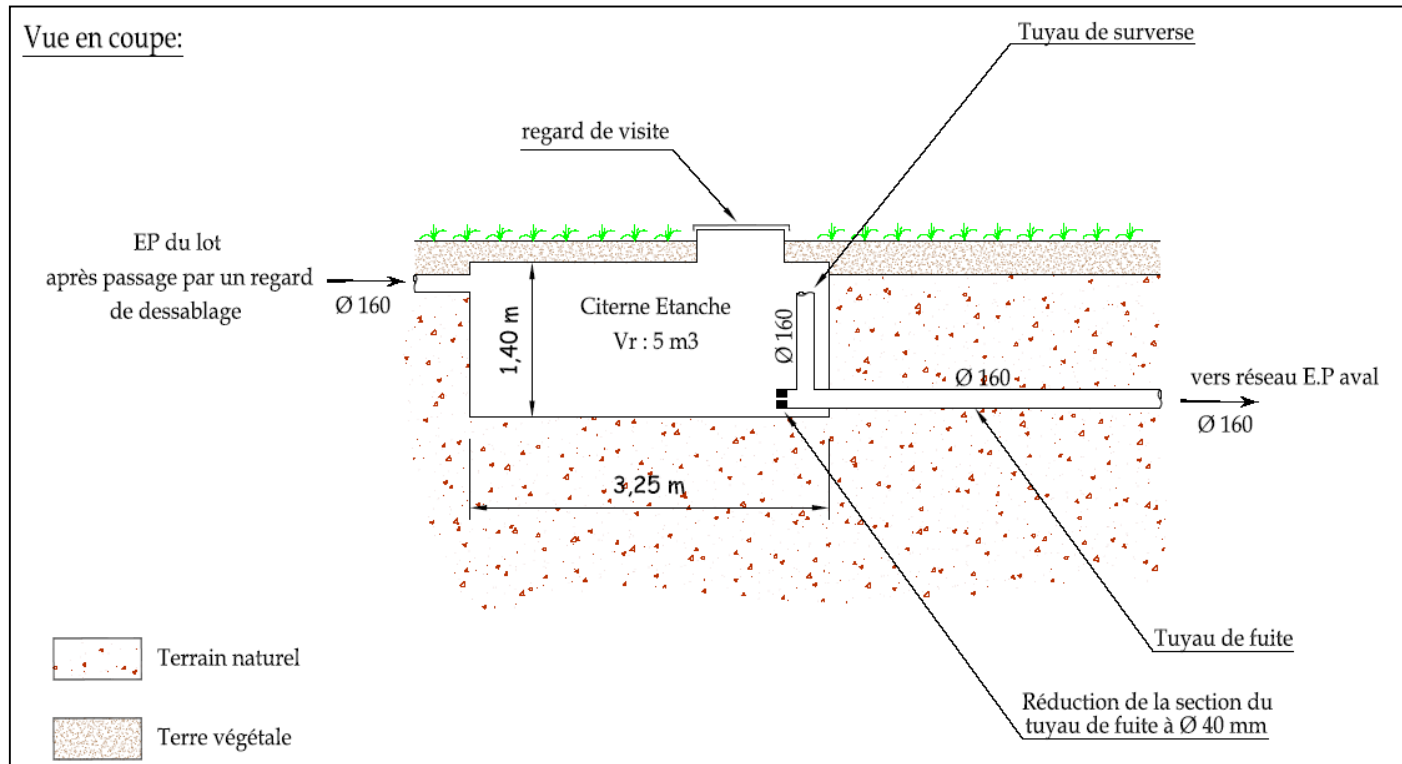 Vue en coupe:
Tuyau de surverse
regard de visite
EP du lot
après passage par un regard
de dessablage
Ø 160
Citerne Etanche
Vr : 5 m3
1,40 m
Ø 160
Ø 160
vers réseau E.P aval
Ø 160
3,25 m
Tuyau de fuite
Réduction de la section du
tuyau de fuite à Ø 40 mm
Terrain naturel
Terre végétale